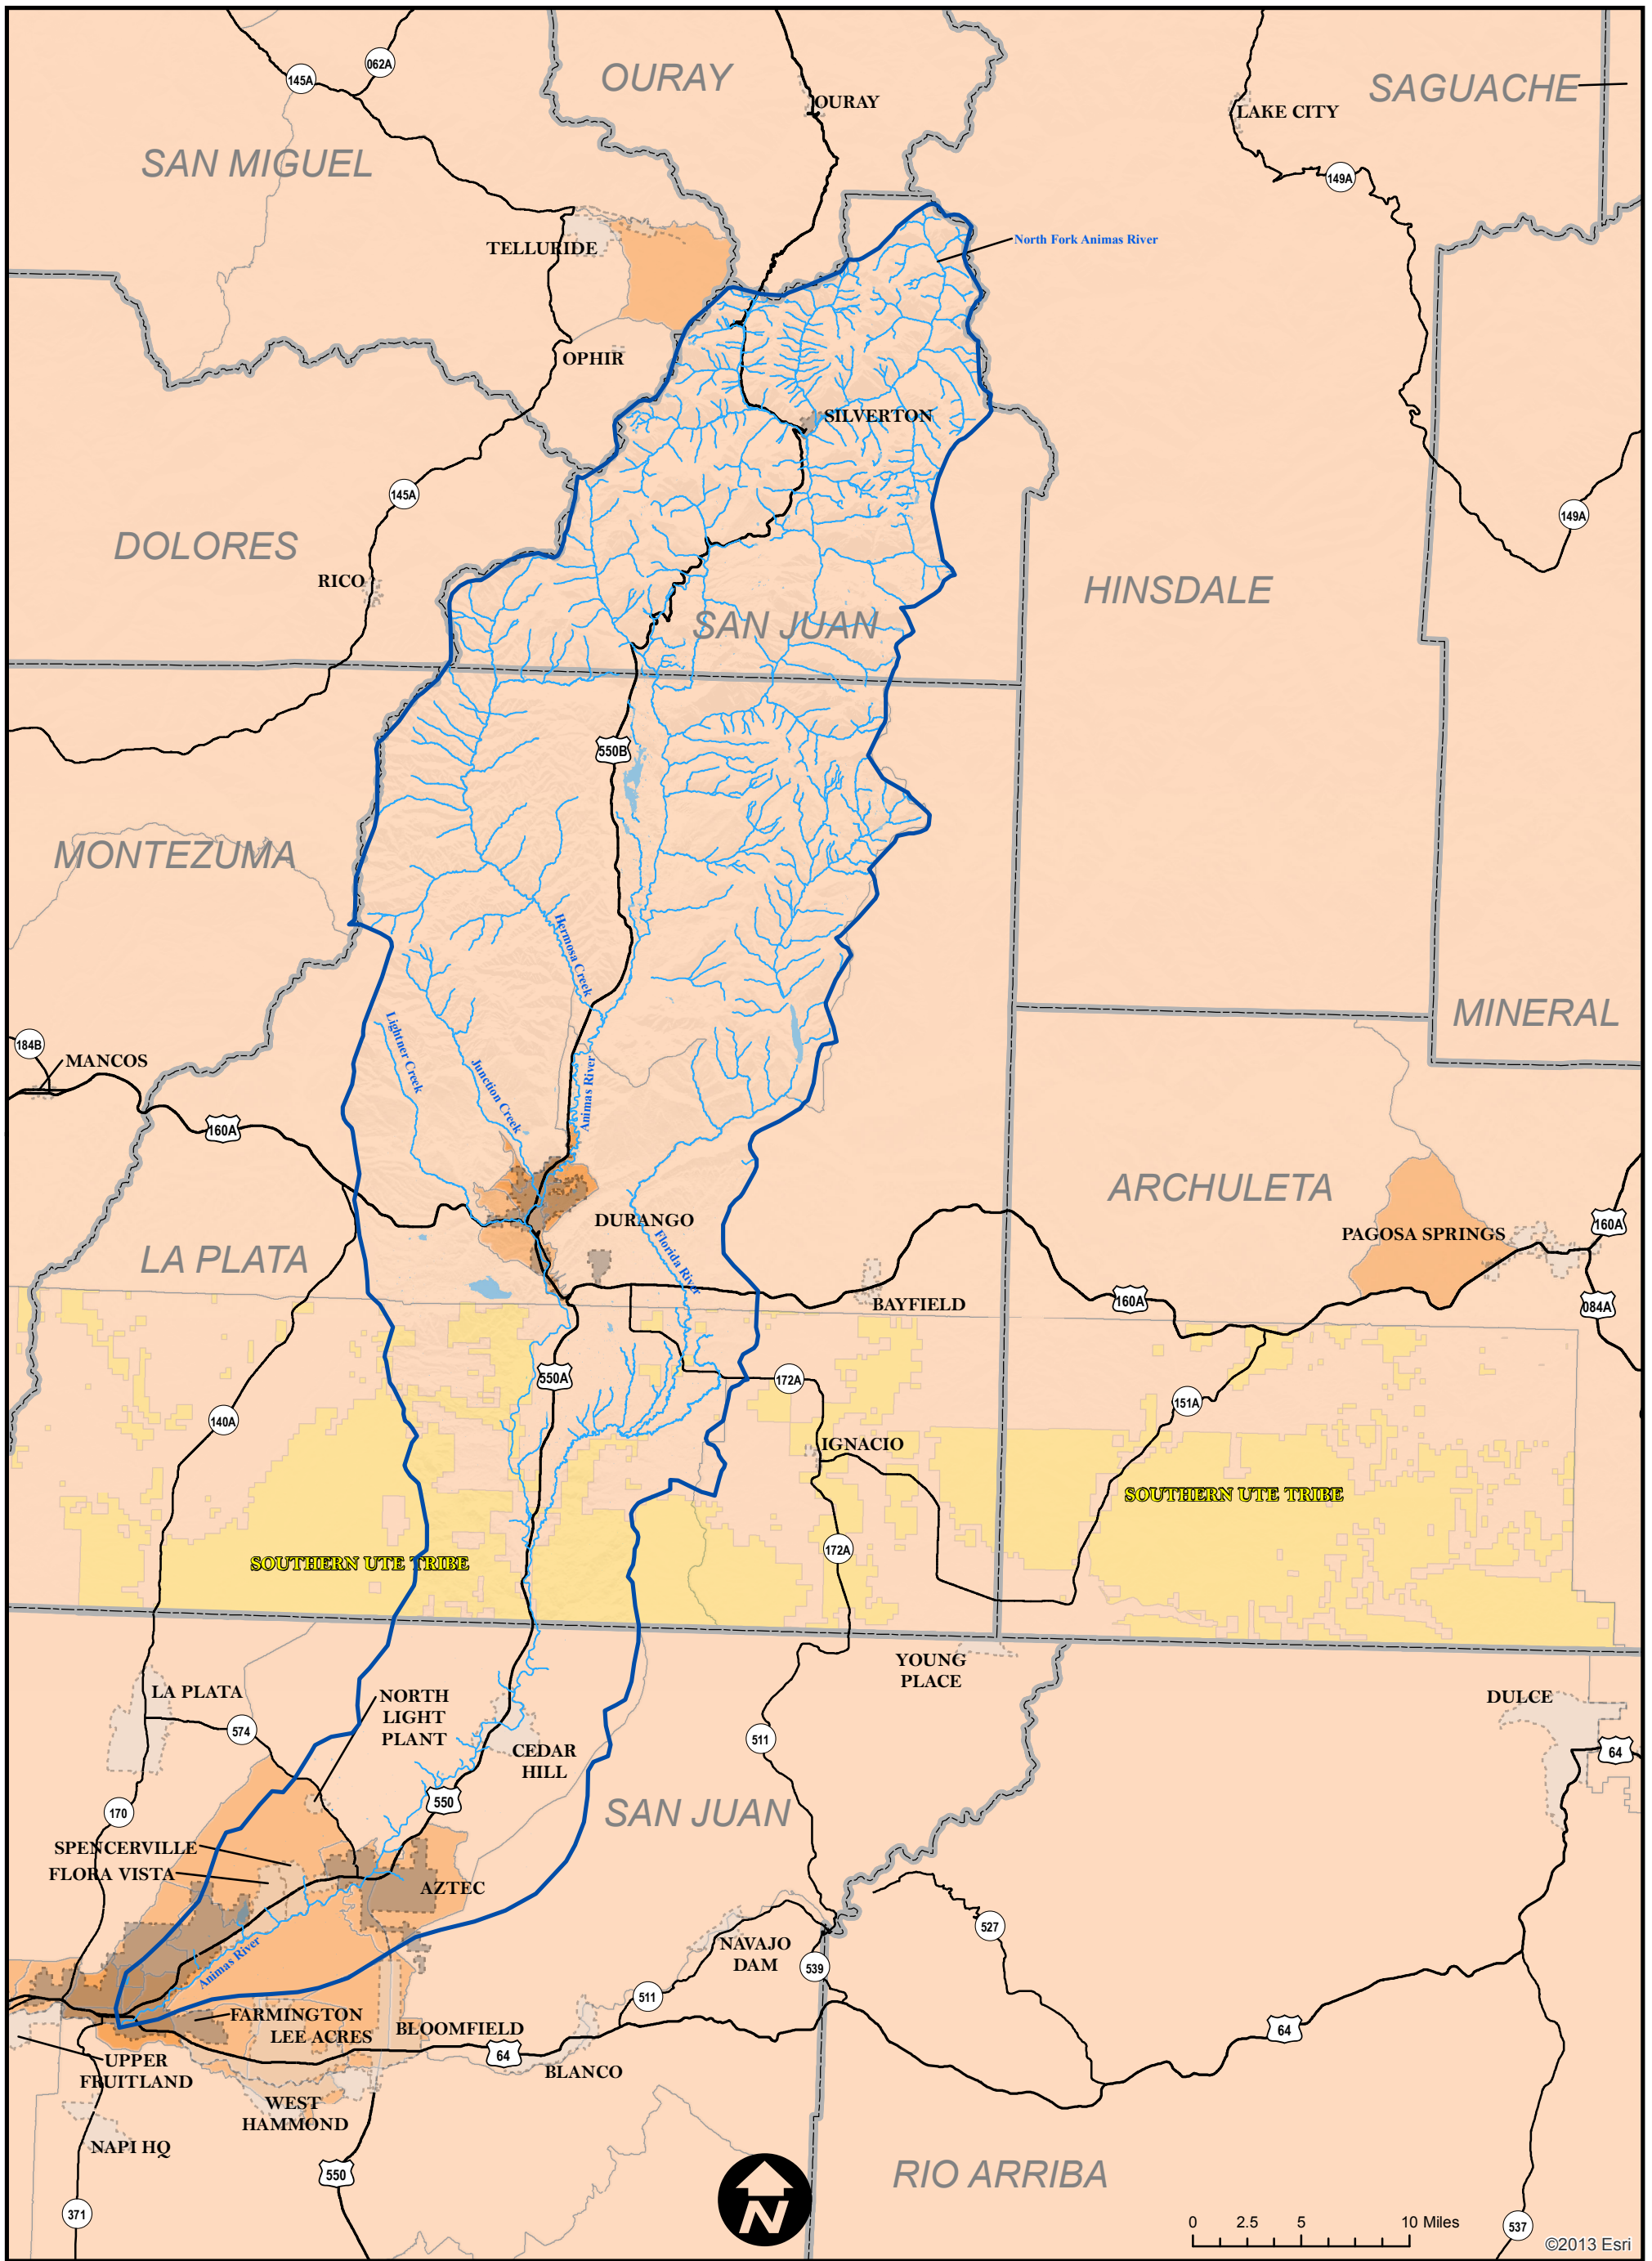 062A
145A
OURAY
SAGUACHE
OURAY
LAKE CITY
SAN MIGUEL
149A
North Fork Animas River
TELLURIDE
OPHIR
SILVERTON
145A
149A
DOLORES
RICO
HINSDALE
SAN JUAN
550B
MONTEZUMA
Hermosa Creek
MINERAL
Lightner Creek
184B
MANCOS
Junction Creek
Animas River
160A
ARCHULETA
DURANGO
PAGOSA SPRINGS
160A
LA PLATA
Florida River
BAYFIELD
160A
084A
550A
172A
151A
140A
IGNACIO
SOUTHERN UTE TRIBE
172A
SOUTHERN UTE TRIBE
YOUNG
PLACE
LA PLATA
NORTH
LIGHT
PLANT
DULCE
574
511
CEDAR
HILL
64
550
170
SAN JUAN
SPENCERVILLE
FLORA VISTA
AZTEC
527
NAVAJO
DAM
Animas River
539
511
FARMINGTON
LEE ACRES
BLOOMFIELD
64
64
UPPER
FRUITLAND
BLANCO
WEST
HAMMOND
NAPI HQ
550
RIO ARRIBA
371
N
0 2.5 5 10 Miles
537
©2013 Esri